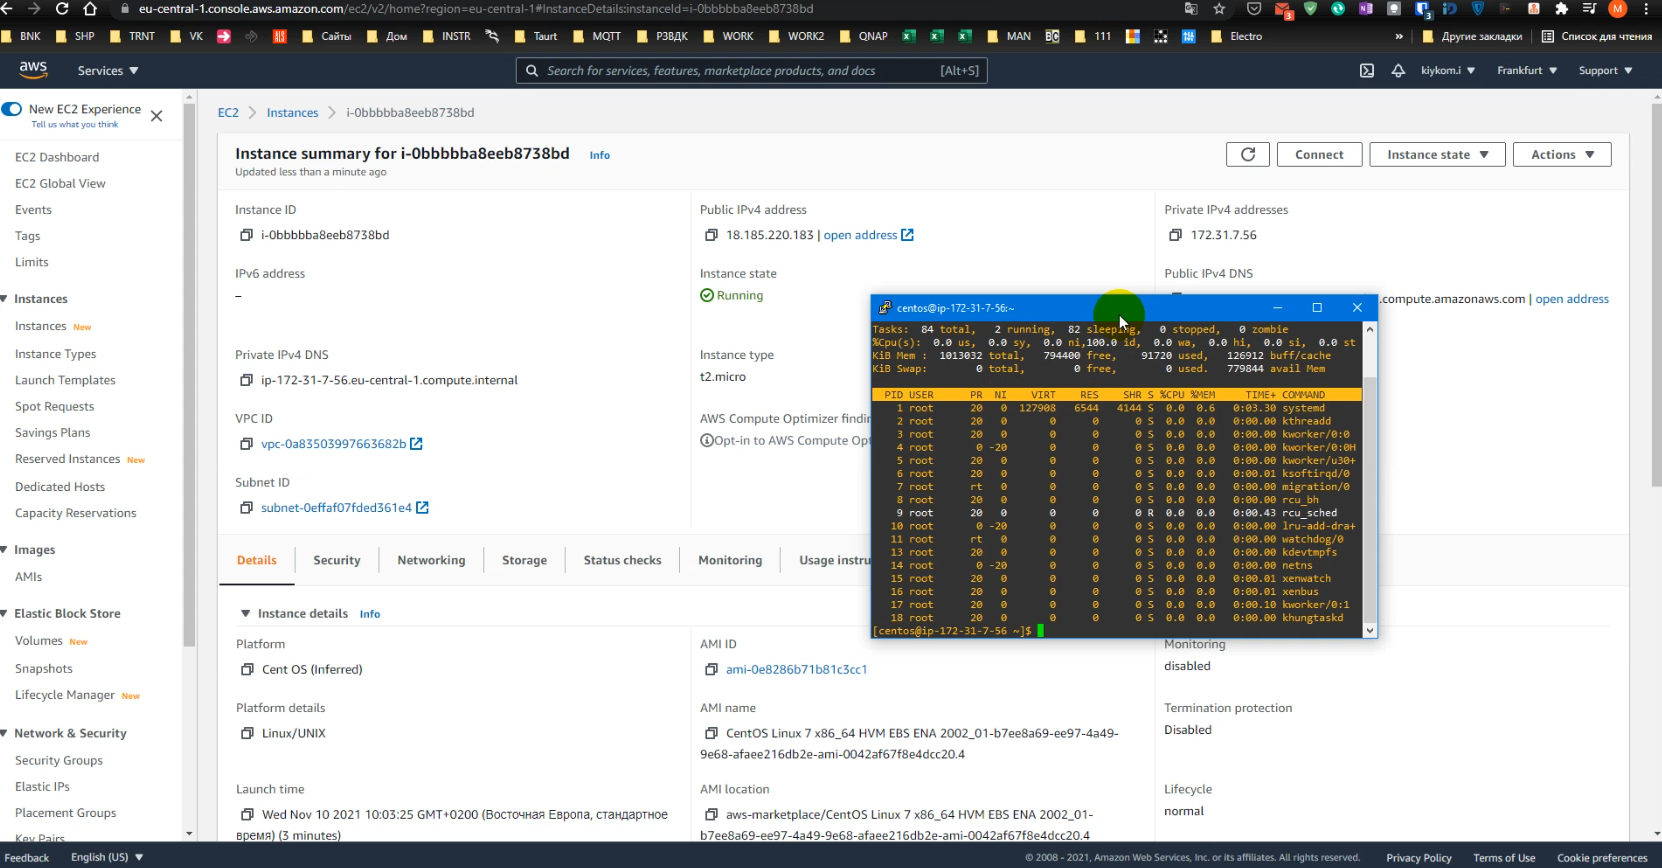 eu-central-1.console.aws.amazon.com/ec2/v2/home?region=eu-central-1#InstanceDetails:instanceId=i-0bbbbba8eeb8738bd
BNK SHP TRNT VK Сайты Дом INSTR Taurt MQTT РЗВДК WORK WORK2 QNAP MAN 111 Electro » Другие закладки Список для чтения
aws Services Search for services, features, marketplace products, and docs [Alt+S] kiykom.i Frankfurt Support
New EC2 Experience
Tell us what you think
EC2 Dashboard
EC2 Global View
Events
Tags
Limits
Instances
Instances New
Instance Types
Launch Templates
Spot Requests
Savings Plans
Reserved Instances New
Dedicated Hosts
Capacity Reservations
Images
AMIs
Elastic Block Store
Volumes New
Snapshots
Lifecycle Manager New
Network & Security
Security Groups
Elastic IPs
Placement Groups
Key Pairs
EC2 > Instances > i-0bbbbba8eeb8738bd
Instance summary for i-0bbbbba8eeb8738bd Info
Updated less than a minute ago
Connect Instance state Actions
Instance ID
i-0bbbbba8eeb8738bd
Public IPv4 address
18.185.220.183 | open address
Private IPv4 addresses
172.31.7.56
IPv6 address
–
Instance state
Running
Public IPv4 DNS
.compute.amazonaws.com | open address
Private IPv4 DNS
ip-172-31-7-56.eu-central-1.compute.internal
Instance type
t2.micro
VPC ID
vpc-0a83503997663682b
AWS Compute Optimizer findin
Opt-in to AWS Compute Opt
Subnet ID
subnet-0effaf07fded361e4
centos@ip-172-31-7-56:~
Tasks: 84 total, 2 running, 82 sleeping, 0 stopped, 0 zombie
%Cpu(s): 0.0 us, 0.0 sy, 0.0 ni,100.0 id, 0.0 wa, 0.0 hi, 0.0 si, 0.0 st
KiB Mem : 1013032 total, 794400 free, 91720 used, 126912 buff/cache
KiB Swap: 0 total, 0 free, 0 used. 779844 avail Mem
PID USER PR NI VIRT RES SHR S %CPU %MEM TIME+ COMMAND
1 root 20 0 127908 6544 4144 S 0.0 0.6 0:03.30 systemd
2 root 20 0 0 0 0 S 0.0 0.0 0:00.00 kthreadd
3 root 20 0 0 0 0 S 0.0 0.0 0:00.00 kworker/0:0
4 root 0 -20 0 0 0 S 0.0 0.0 0:00.00 kworker/0:0H
5 root 20 0 0 0 0 S 0.0 0.0 0:00.00 kworker/u30+
6 root 20 0 0 0 0 S 0.0 0.0 0:00.01 ksoftirqd/0
7 root rt 0 0 0 0 S 0.0 0.0 0:00.00 migration/0
8 root 20 0 0 0 0 S 0.0 0.0 0:00.00 rcu_bh
9 root 20 0 0 0 0 R 0.0 0.0 0:00.43 rcu_sched
10 root 0 -20 0 0 0 S 0.0 0.0 0:00.00 lru-add-dra+
11 root rt 0 0 0 0 S 0.0 0.0 0:00.00 watchdog/0
13 root 20 0 0 0 0 S 0.0 0.0 0:00.00 kdevtmpfs
14 root 0 -20 0 0 0 S 0.0 0.0 0:00.00 netns
15 root 20 0 0 0 0 S 0.0 0.0 0:00.01 xenwatch
16 root 20 0 0 0 0 S 0.0 0.0 0:00.01 xenbus
17 root 20 0 0 0 0 S 0.0 0.0 0:00.10 kworker/0:1
18 root 20 0 0 0 0 S 0.0 0.0 0:00.00 khungtaskd
[centos@ip-172-31-7-56 ~]$
Details Security Networking Storage Status checks Monitoring Usage instru
Instance details Info
Platform
Cent OS (Inferred)
AMI ID
ami-0e8286b71b81c3cc1
Monitoring
disabled
Platform details
Linux/UNIX
AMI name
CentOS Linux 7 x86_64 HVM EBS ENA 2002_01-b7ee8a69-ee97-4a49-
9e68-afaee216db2e-ami-0042af67f8e4dcc20.4
Termination protection
Disabled
Launch time
Wed Nov 10 2021 10:03:25 GMT+0200 (Восточная Европа, стандартное
время) (3 minutes)
AMI location
aws-marketplace/CentOS Linux 7 x86_64 HVM EBS ENA 2002_01-
b7ee8a69-ee97-4a49-9e68-afaee216db2e-ami-0042af67f8e4dcc20.4
Lifecycle
normal
Feedback English (US) © 2008 - 2021, Amazon Web Services, Inc. or its affiliates. All rights reserved. Privacy Policy Terms of Use Cookie preferences